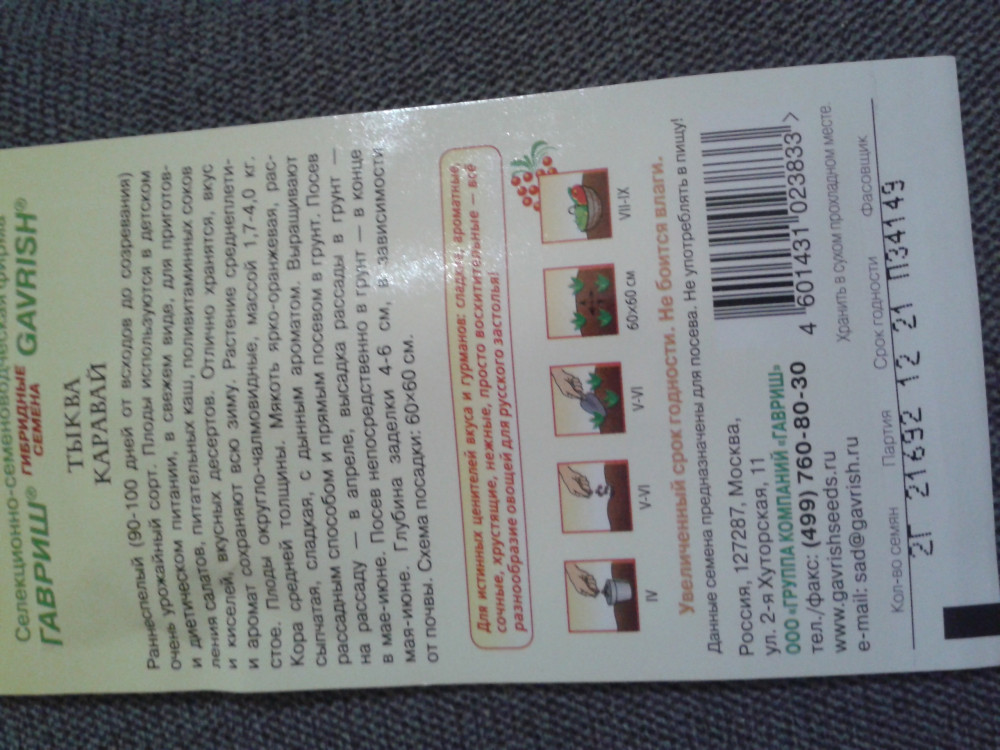 Селекционно-семеноводческая фирма
ГАВРИШ® ГИБРИДНЫЕ СЕМЕНА GAVRISH®
ТЫКВА
КАРАВАЙ
Раннеспелый (90-100 дней от всходов до созревания)
очень урожайный сорт. Плоды используются в детском
и диетическом питании, в свежем виде, для приготов-
ления салатов, питательных каш, поливитаминных соков
и киселей, вкусных десертов. Отлично хранятся, вкус
и аромат сохраняют всю зиму. Растение среднеплети-
стое. Плоды округло-чалмовидные, массой 1,7-4,0 кг.
Кора средней толщины. Мякоть ярко-оранжевая, рас-
сыпчатая, сладкая, с дынным ароматом. Выращивают
рассадным способом и прямым посевом в грунт. Посев
на рассаду — в апреле, высадка рассады в грунт —
в мае-июне. Посев непосредственно в грунт — в конце
мая-июне. Глубина заделки 4-6 см, в зависимости
от почвы. Схема посадки: 60×60 см.
Для истинных ценителей вкуса и гурманов: сладкие, ароматные,
сочные, хрустящие, нежные, просто восхитительные — всё
разнообразие овощей для русского застолья!
IV V-VI V-VI 60х60 см VII-IX
Увеличенный срок годности. Не боится влаги.
Данные семена предназначены для посева. Не употреблять в пищу!
Россия, 127287, Москва,
ул. 2-я Хуторская, 11
ООО «ГРУППА КОМПАНИЙ «ГАВРИШ»
тел./факс: (499) 760-80-30
www.gavrishseeds.ru
e-mail: sad@gavrish.ru
4 601431 023833 >
Хранить в сухом прохладном месте.
Кол-во семян Партия Срок годности Фасовщик
2Г 21692 12 21 П34149